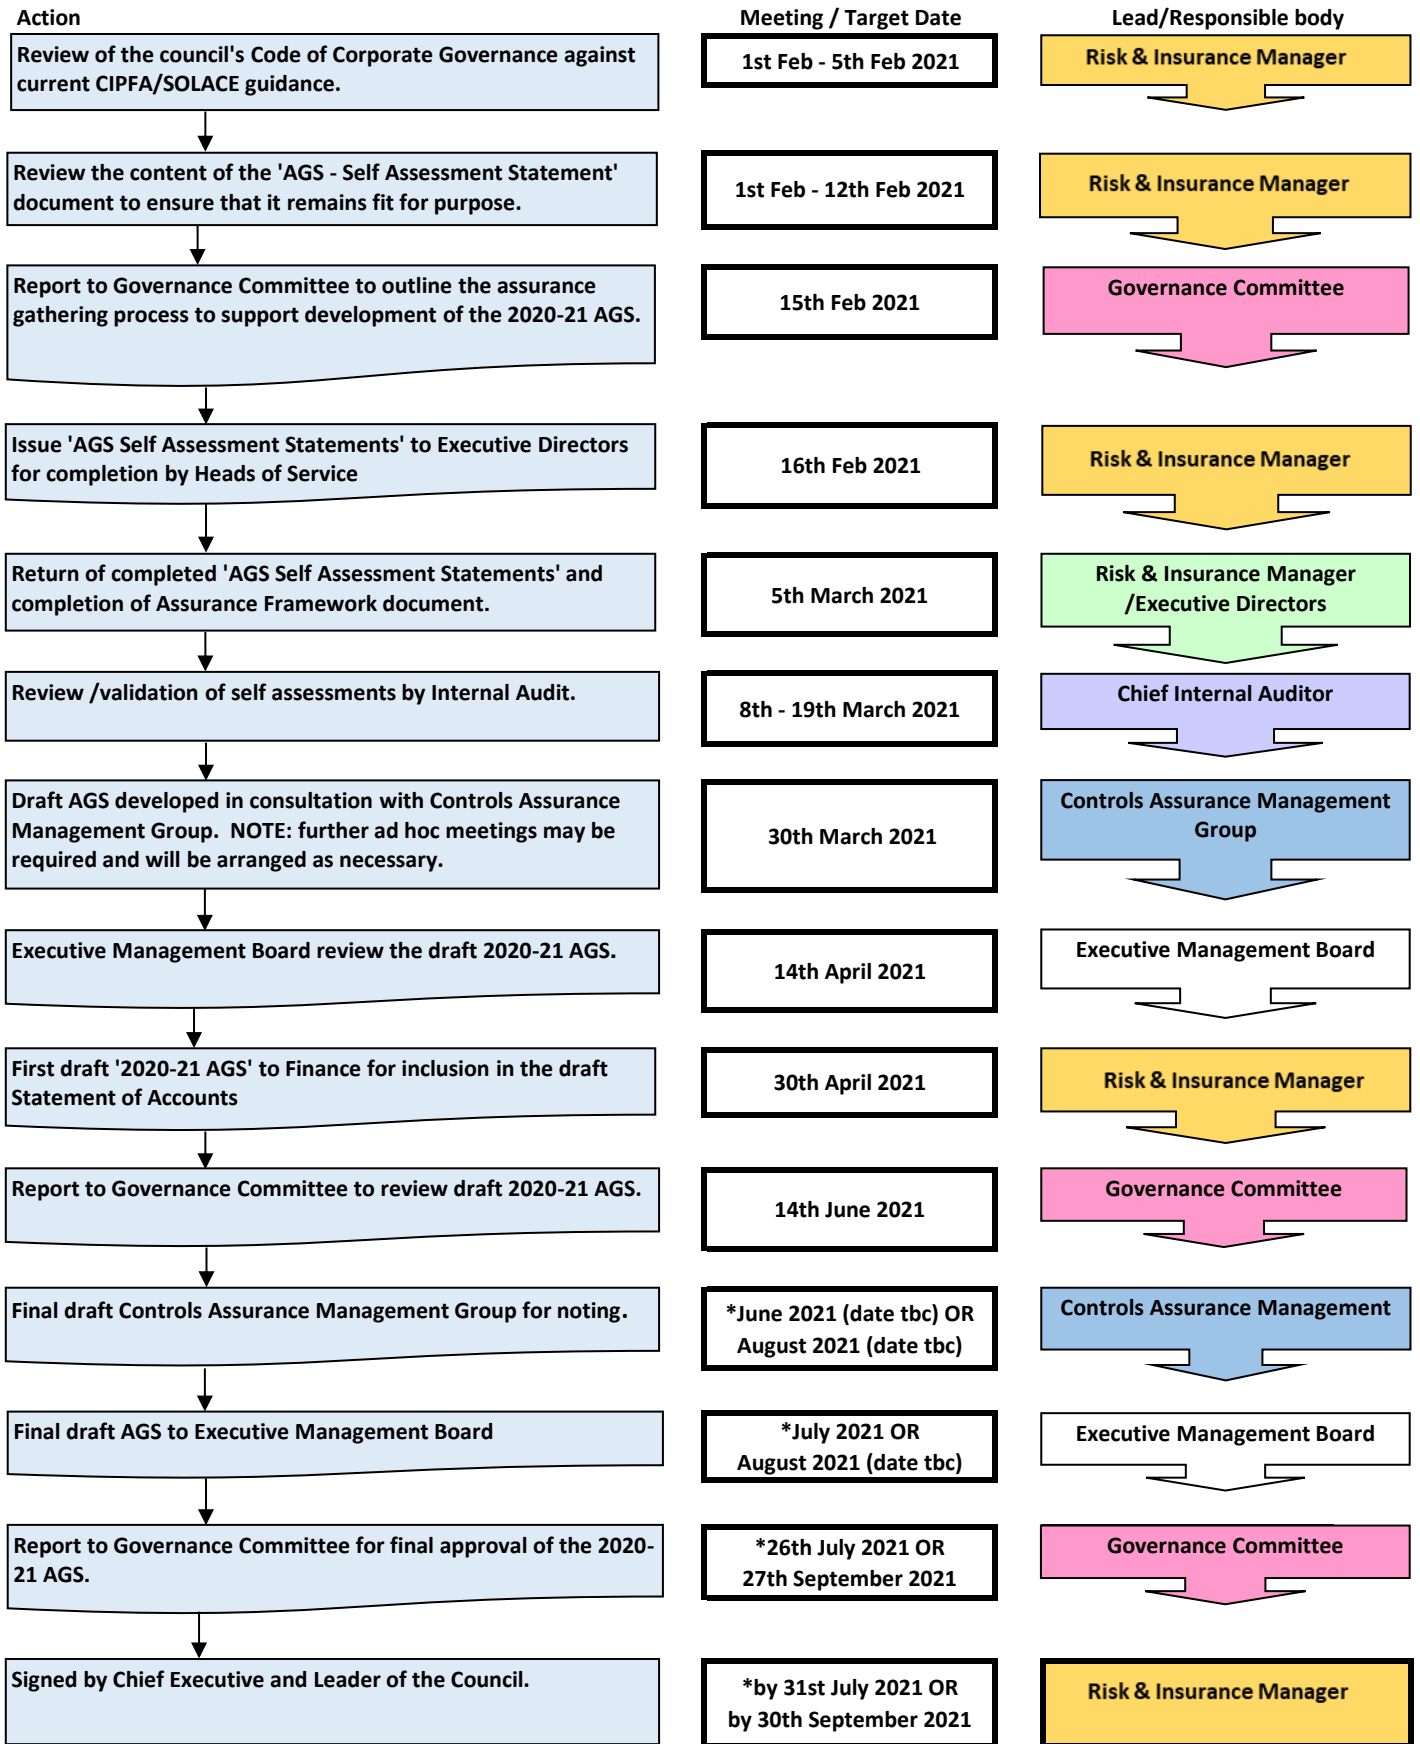 Action
Meeting / Target Date
Lead/Responsible body
Review of the council's Code of Corporate Governance against
current CIPFA/SOLACE guidance.
1st Feb - 5th Feb 2021
Risk & Insurance Manager
Review the content of the 'AGS - Self Assessment Statement'
document to ensure that it remains fit for purpose.
1st Feb - 12th Feb 2021
Risk & Insurance Manager
Report to Governance Committee to outline the assurance
gathering process to support development of the 2020-21 AGS.
15th Feb 2021
Governance Committee
Issue 'AGS Self Assessment Statements' to Executive Directors
for completion by Heads of Service
16th Feb 2021
Risk & Insurance Manager
Return of completed 'AGS Self Assessment Statements' and
completion of Assurance Framework document.
5th March 2021
Risk & Insurance Manager
/Executive Directors
Review /validation of self assessments by Internal Audit.
8th - 19th March 2021
Chief Internal Auditor
Draft AGS developed in consultation with Controls Assurance
Management Group.  NOTE: further ad hoc meetings may be
required and will be arranged as necessary.
30th March 2021
Controls Assurance Management
Group
Executive Management Board review the draft 2020-21 AGS.
14th April 2021
Executive Management Board
First draft '2020-21 AGS' to Finance for inclusion in the draft
Statement of Accounts
30th April 2021
Risk & Insurance Manager
Report to Governance Committee to review draft 2020-21 AGS.
14th June 2021
Governance Committee
Final draft Controls Assurance Management Group for noting.
*June 2021 (date tbc) OR
August 2021 (date tbc)
Controls Assurance Management
Final draft AGS to Executive Management Board
*July 2021 OR
August 2021 (date tbc)
Executive Management Board
Report to Governance Committee for final approval of the 2020-
21 AGS.
*26th July 2021 OR
27th September 2021
Governance Committee
Signed by Chief Executive and Leader of the Council.
*by 31st July 2021 OR
by 30th September 2021
Risk & Insurance Manager